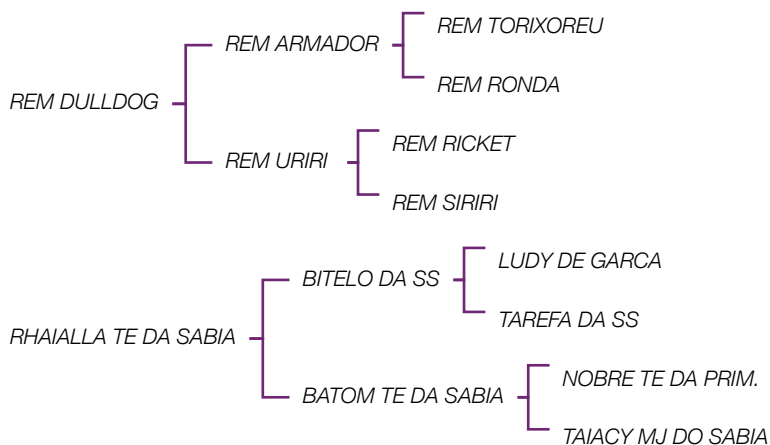 REM TORIXOREU
REM ARMADOR
REM RONDA
REM DULLDOG
REM RICKET
REM URIRI
REM SIRIRI
LUDY DE GARCA
BITELO DA SS
TAREFA DA SS
RHAIALLA TE DA SABIA
NOBRE TE DA PRIM.
BATOM TE DA SABIA
TAIACY MJ DO SABIA